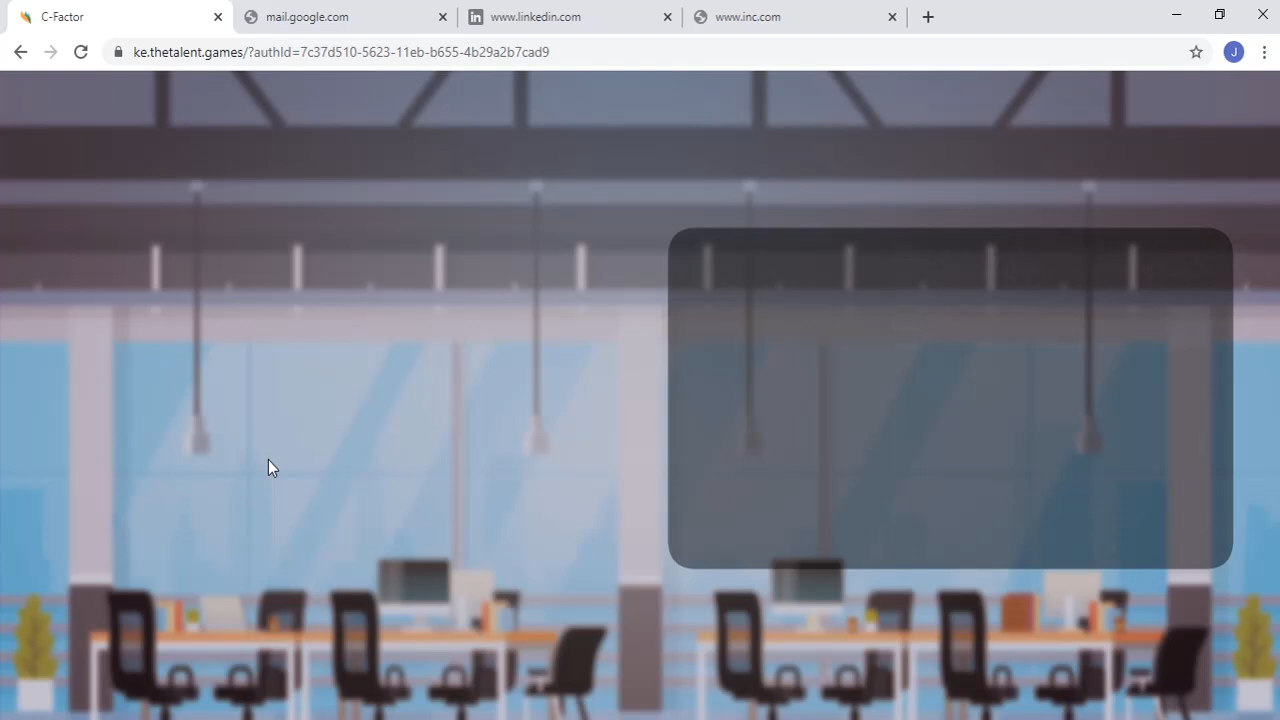 C-Factor
mail.google.com
www.linkedin.com
www.inc.com
ke.thetalent.games/?authId=7c37d510-5623-11eb-b655-4b29a2b7cad9
J